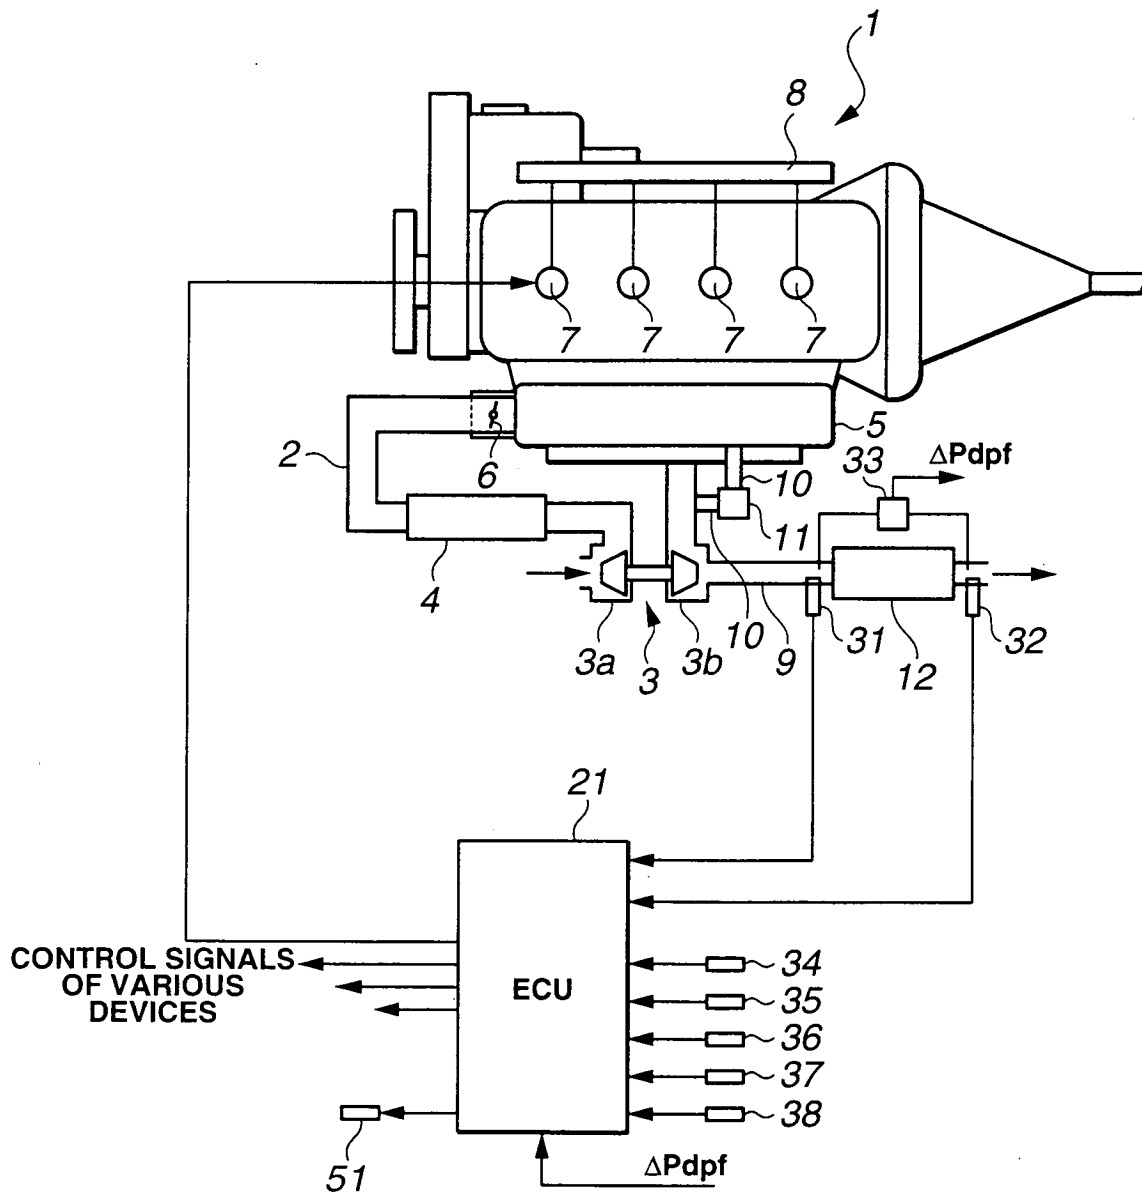 1
8
7 7 7 7
2
6
5
33
ΔPdpf
10
11
4
3a
3
3b
10
9
31
12
32
21
CONTROL SIGNALS
OF VARIOUS
DEVICES
ECU
34
35
36
37
38
51
ΔPdpf